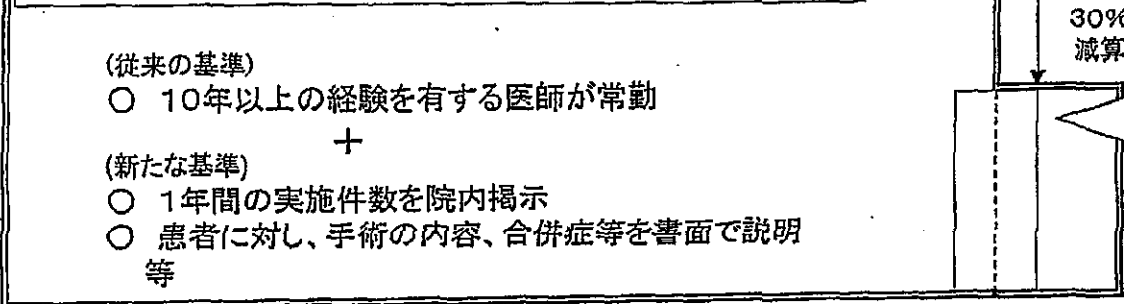 30%
減算
(従来の基準)
○ 10年以上の経験を有する医師が常勤
+
(新たな基準)
○ 1年間の実施件数を院内掲示
○ 患者に対し、手術の内容、合併症等を書面で説明
等